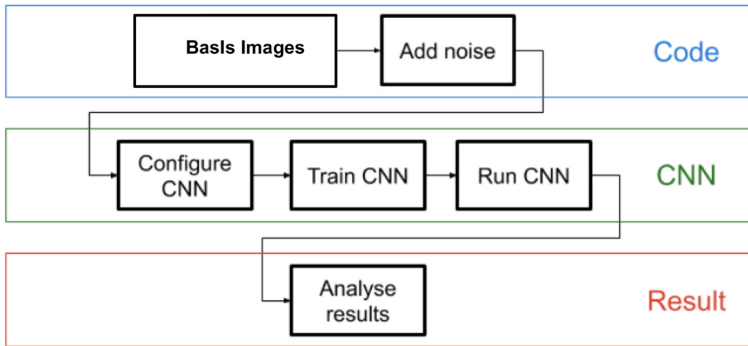 BasIs Images
Add noise
Code
Configure
CNN
Train CNN
Run CNN
CNN
Analyse
results
Result